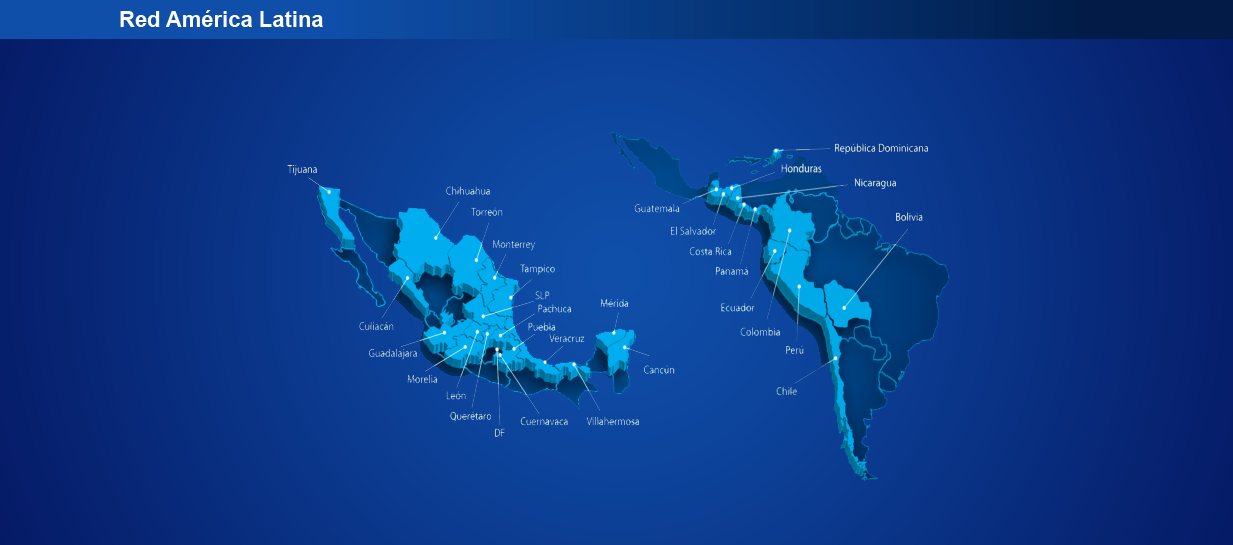 Red América Latina
Tijuana
Chihuahua
Torreón
Monterrey
Tampico
SLP
Pachuca
Puebla
Veracruz
Mérida
Cancún
Culiacán
Guadalajara
Morelia
León
Querétaro
DF
Cuernavaca
Villahermosa
República Dominicana
Honduras
Nicaragua
Guatemala
El Salvador
Costa Rica
Panamá
Bolivia
Ecuador
Colombia
Perú
Chile